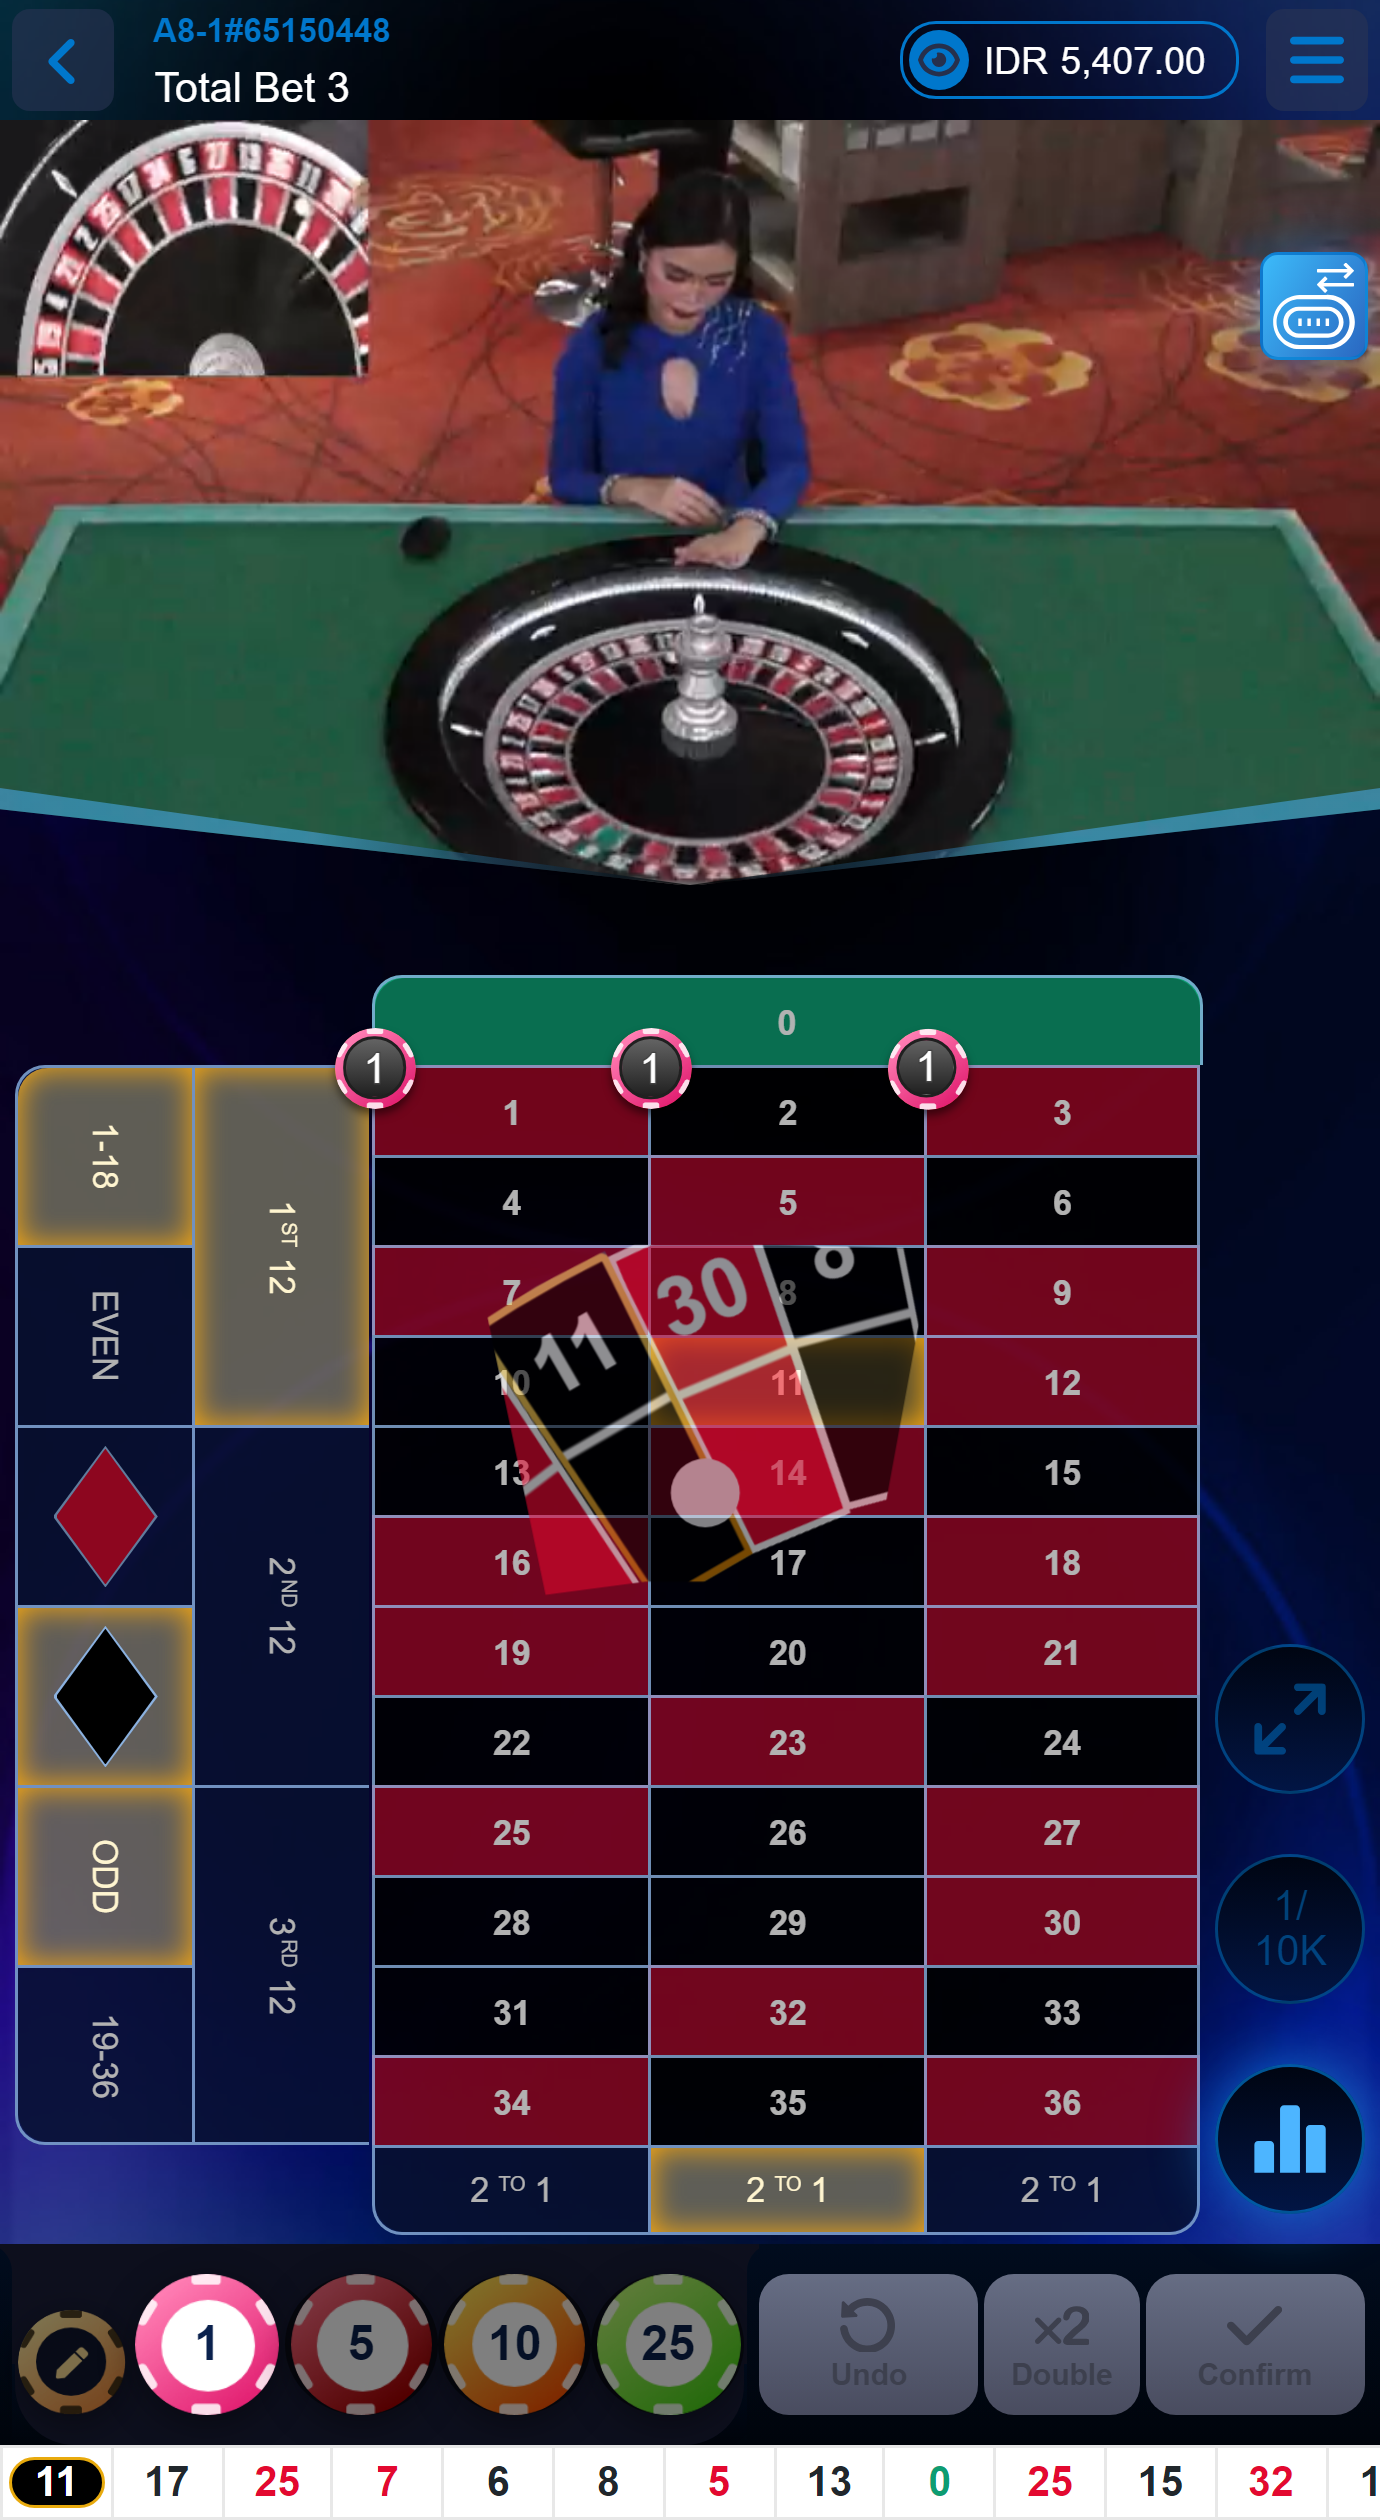 A8-1#65150448
Total Bet 3
IDR 5,407.00
0
1 1 1
1 2 3
4 5 6
7 8 9
10 11 12
13 14 15
16 17 18
19 20 21
22 23 24
25 26 27
28 29 30
31 32 33
34 35 36
2 TO 1 2 TO 1 2 TO 1
1-18
EVEN
ODD
19-36
1ST 12
2ND 12
3RD 12
11 30 8
1/
10K
1 5 10 25
Undo
x2
Double
Confirm
11 17 25 7 6 8 5 13 0 25 15 32